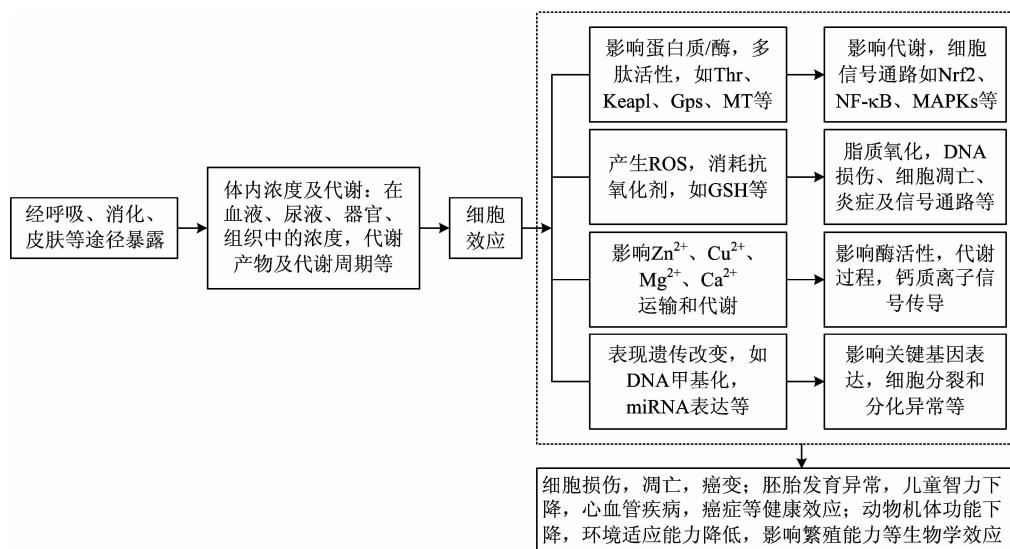 经呼吸、消化、
皮肤等途径暴露
体内浓度及代谢：在
血液、尿液、器官、
组织中的浓度，代谢
产物及代谢周期等
细胞
效应
影响蛋白质/酶，多
肽活性，如Thr、
Keapl、Gps、MT等
影响代谢，细胞
信号通路如Nrf2、
NF-κB、MAPKs等
产生ROS，消耗抗
氧化剂，如GSH等
脂质氧化，DNA
损伤、细胞凋亡、
炎症及信号通路等
影响Zn²⁺、Cu²⁺、
Mg²⁺、Ca²⁺
运输和代谢
影响酶活性，代谢
过程，钙质离子信
号传导
表现遗传改变，如
DNA甲基化，
miRNA表达等
影响关键基因表
达，细胞分裂和
分化异常等
细胞损伤，凋亡，癌变；胚胎发育异常，儿童智力下
降，心血管疾病，癌症等健康效应；动物机体功能下
降，环境适应能力降低，影响繁殖能力等生物学效应